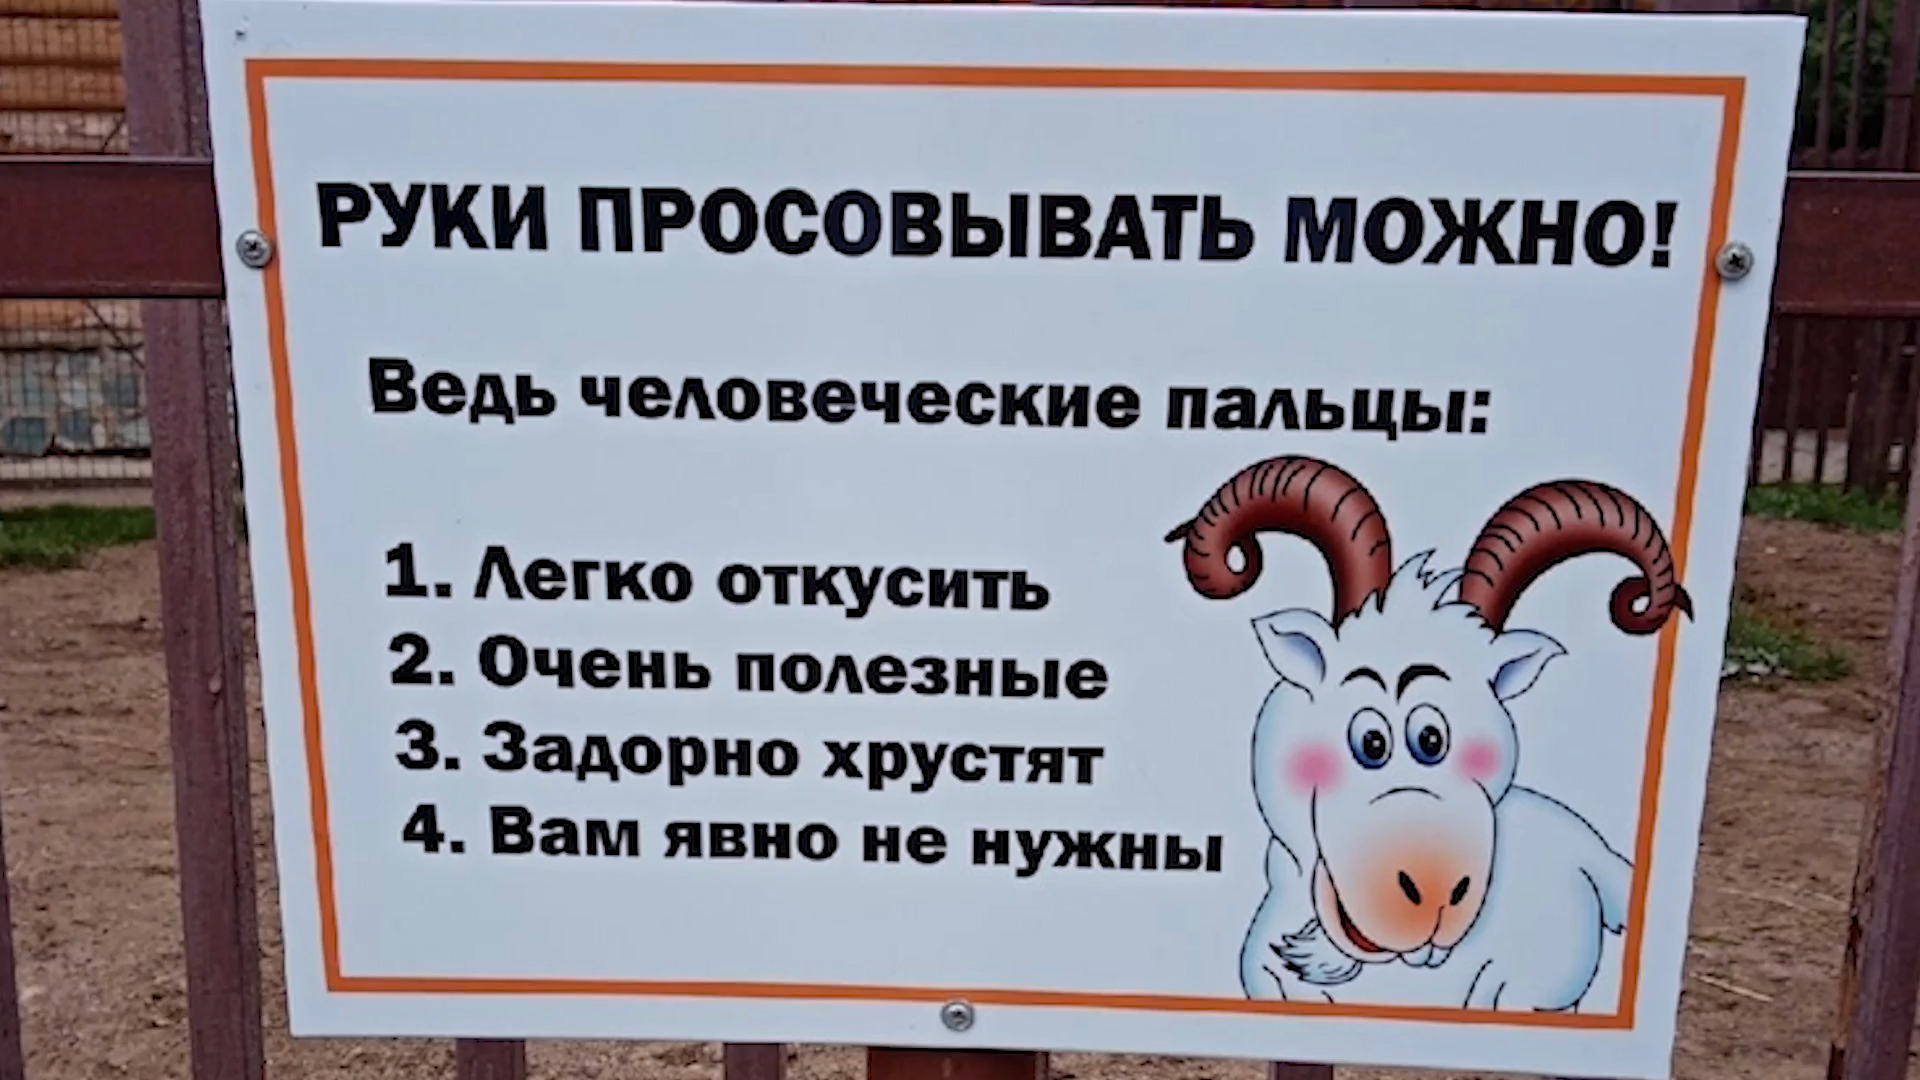 РУКИ ПРОСОВЫВАТЬ МОЖНО!
Ведь человеческие пальцы:
1. Легко откусить
2. Очень полезные
3. Задорно хрустят
4. Вам явно не нужны